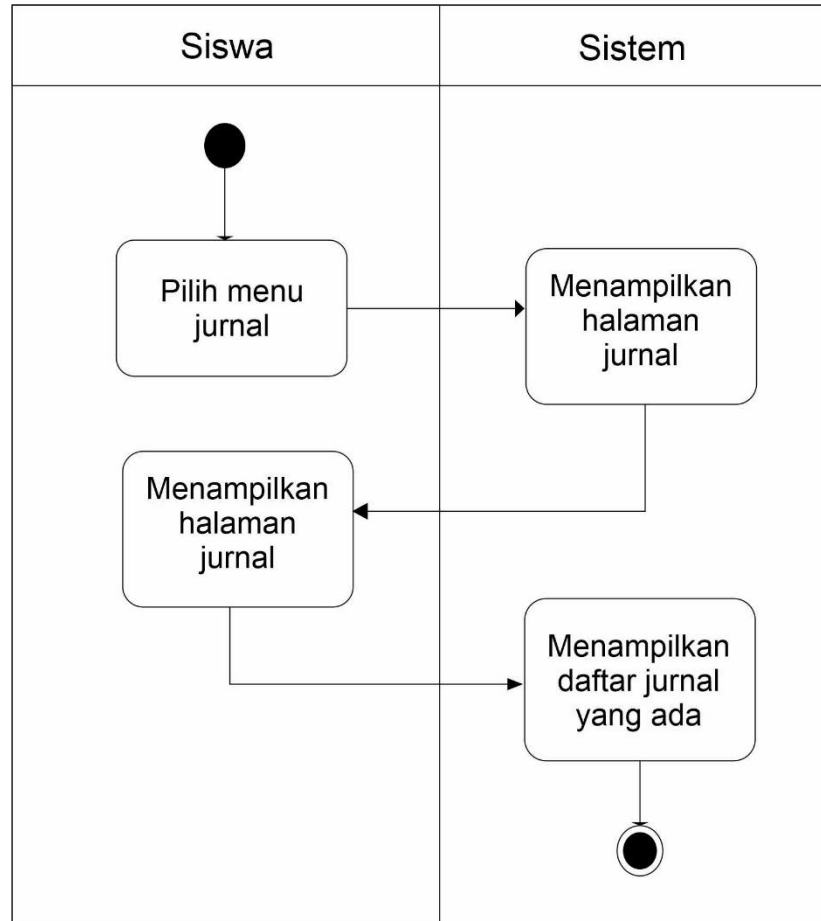 Siswa
Sistem
Pilih menu
jurnal
Menampilkan
halaman
jurnal
Menampilkan
halaman
jurnal
Menampilkan
daftar jurnal
yang ada